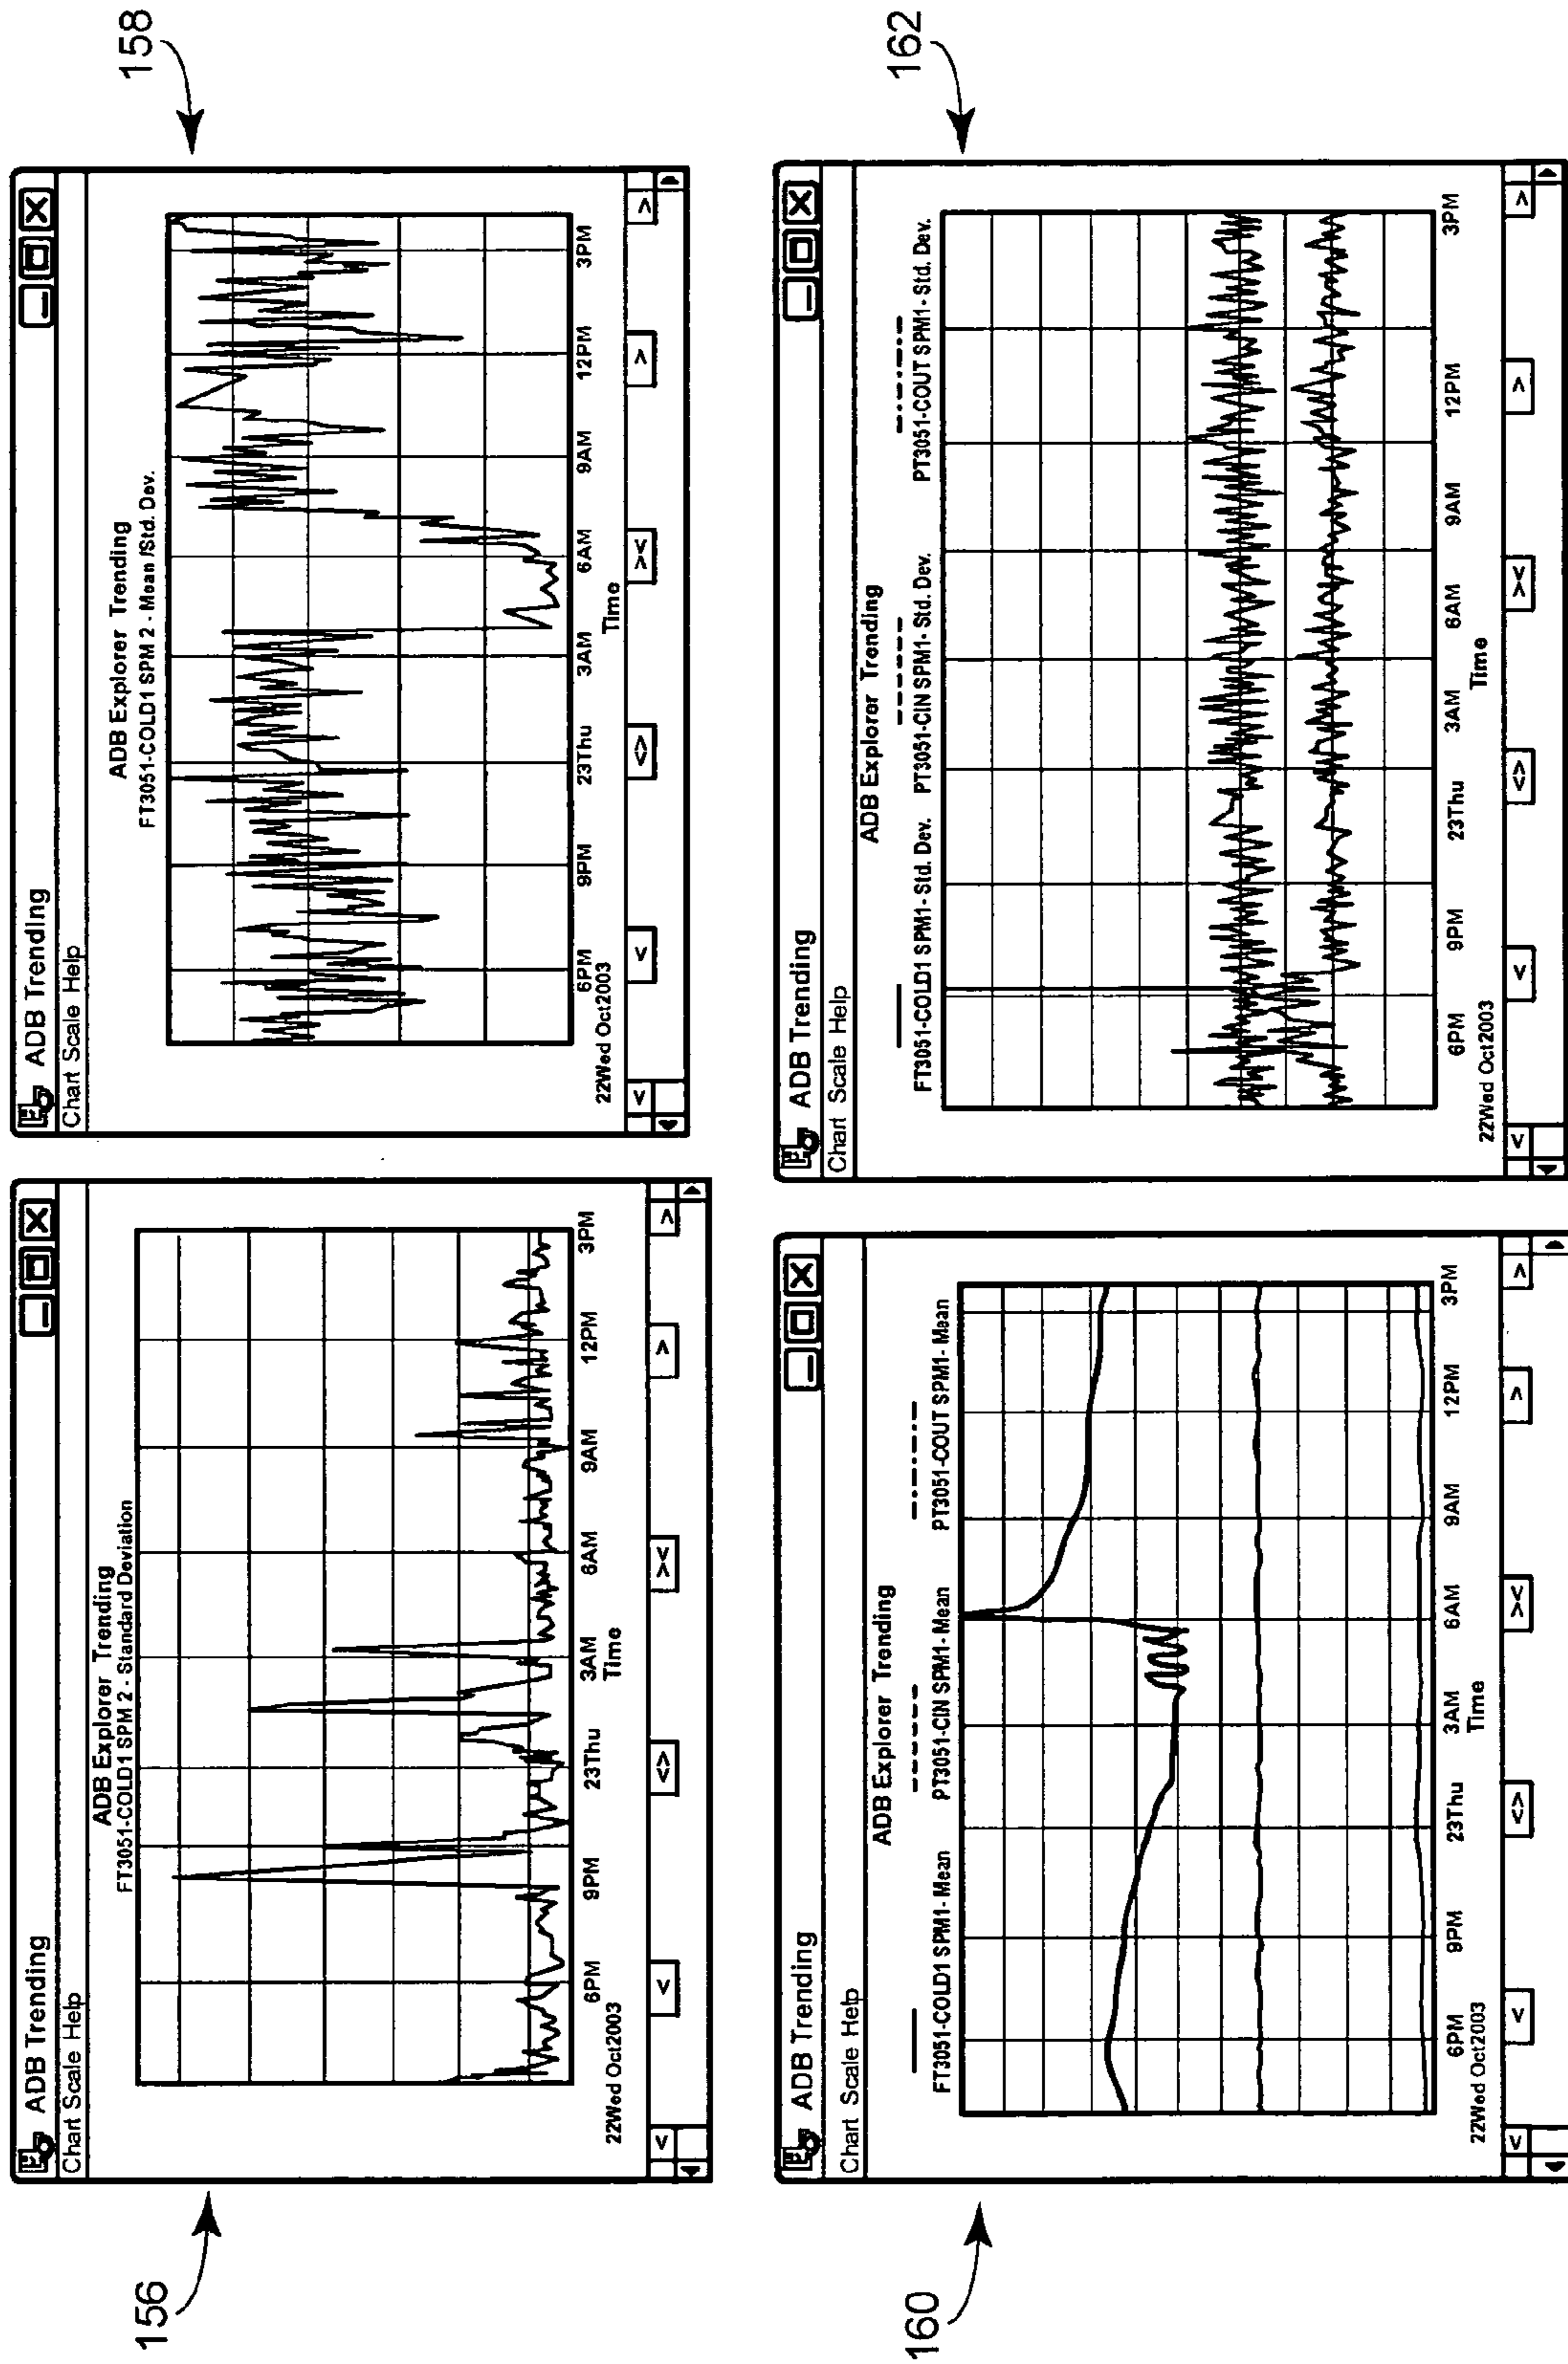 156
ADB Trending
Chart Scale Help
ADB Explorer Trending
FT3051-COLD1 SPM 2 - Standard Deviation
6PM 9PM 23Thu 3AM 6AM 9AM 12PM 3PM
22Wed Oct2003
Time
< <> >< > >
158
ADB Trending
Chart Scale Help
ADB Explorer Trending
FT3051-COLD1 SPM 2 - Mean /Std. Dev.
6PM 9PM 23Thu 3AM 6AM 9AM 12PM 3PM
22Wed Oct2003
Time
< < <> >< > >
160
ADB Trending
Chart Scale Help
ADB Explorer Trending
FT3051-COLD1 SPM1- Mean PT3051-CIN SPM1- Mean PT3051-COUT SPM1- Mean
6PM 9PM 23Thu 3AM 6AM 9AM 12PM 3PM
22Wed Oct2003
Time
< < <> >< > >
162
ADB Trending
Chart Scale Help
ADB Explorer Trending
FT3051-COLD1 SPM1- Std. Dev. PT3051-CIN SPM1- Std. Dev. PT3051-COUT SPM1- Std. Dev.
6PM 9PM 23Thu 3AM 6AM 9AM 12PM 3PM
22Wed Oct2003
Time
< < <> >< > >